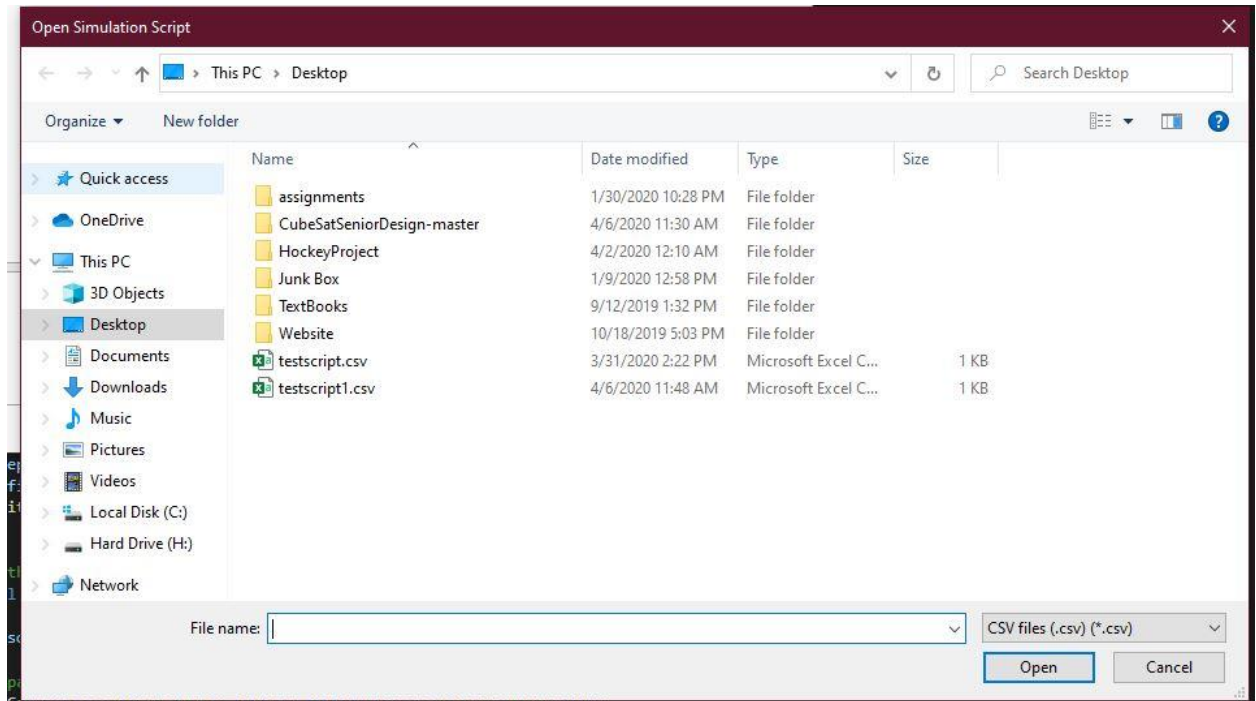 Open Simulation Script
This PC > Desktop
Search Desktop
Organize
New folder
Name Date modified Type Size
Quick access
OneDrive
This PC
3D Objects
Desktop
Documents
Downloads
Music
Pictures
Videos
Local Disk (C:)
Hard Drive (H:)
Network
assignments 1/30/2020 10:28 PM File folder
CubeSatSeniorDesign-master 4/6/2020 11:30 AM File folder
HockeyProject 4/2/2020 12:10 AM File folder
Junk Box 1/9/2020 12:58 PM File folder
TextBooks 9/12/2019 1:32 PM File folder
Website 10/18/2019 5:03 PM File folder
testscript.csv 3/31/2020 2:22 PM Microsoft Excel C... 1 KB
testscript1.csv 4/6/2020 11:48 AM Microsoft Excel C... 1 KB
File name:
CSV files (.csv) (*.csv)
Open Cancel